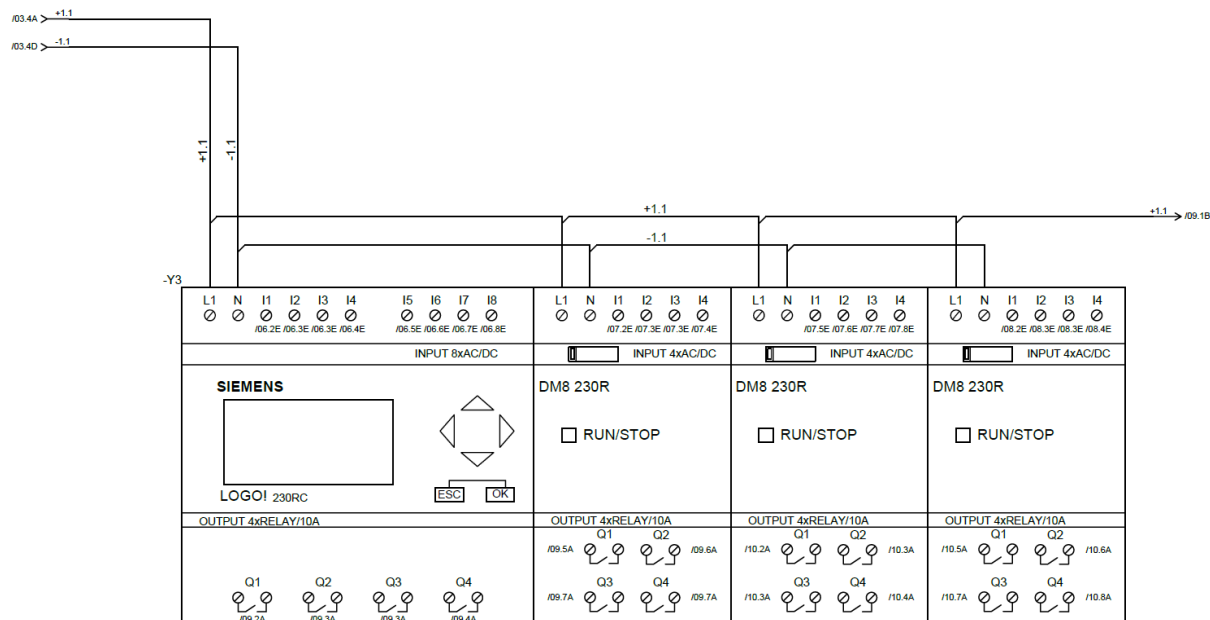 /03.4A +1.1
/03.4D -1.1
+1.1 -1.1
+1.1
+1.1 /09.1B
-1.1
-Y3
L1 N I1 I2 I3 I4 I5 I6 I7 I8 L1 N I1 I2 I3 I4 L1 N I1 I2 I3 I4 L1 N I1 I2 I3 I4
/06.2E /06.3E /06.3E /06.4E /06.5E /06.6E /06.7E /06.8E /07.2E /07.3E /07.3E /07.4E /07.5E /07.6E /07.7E /07.8E /08.2E /08.3E /08.3E /08.4E
INPUT 8xAC/DC INPUT 4xAC/DC INPUT 4xAC/DC INPUT 4xAC/DC
SIEMENS DM8 230R DM8 230R DM8 230R
RUN/STOP RUN/STOP RUN/STOP
LOGO! 230RC ESC OK
OUTPUT 4xRELAY/10A OUTPUT 4xRELAY/10A OUTPUT 4xRELAY/10A OUTPUT 4xRELAY/10A
Q1 Q2 Q1 Q2 Q1 Q2
/09.5A /09.6A /10.2A /10.3A /10.5A /10.6A
Q1 Q2 Q3 Q4 Q3 Q4 Q3 Q4 Q3 Q4
/09.7A /09.7A /10.3A /10.4A /10.7A /10.8A
/09.2A /09.3A /09.3A /09.4A